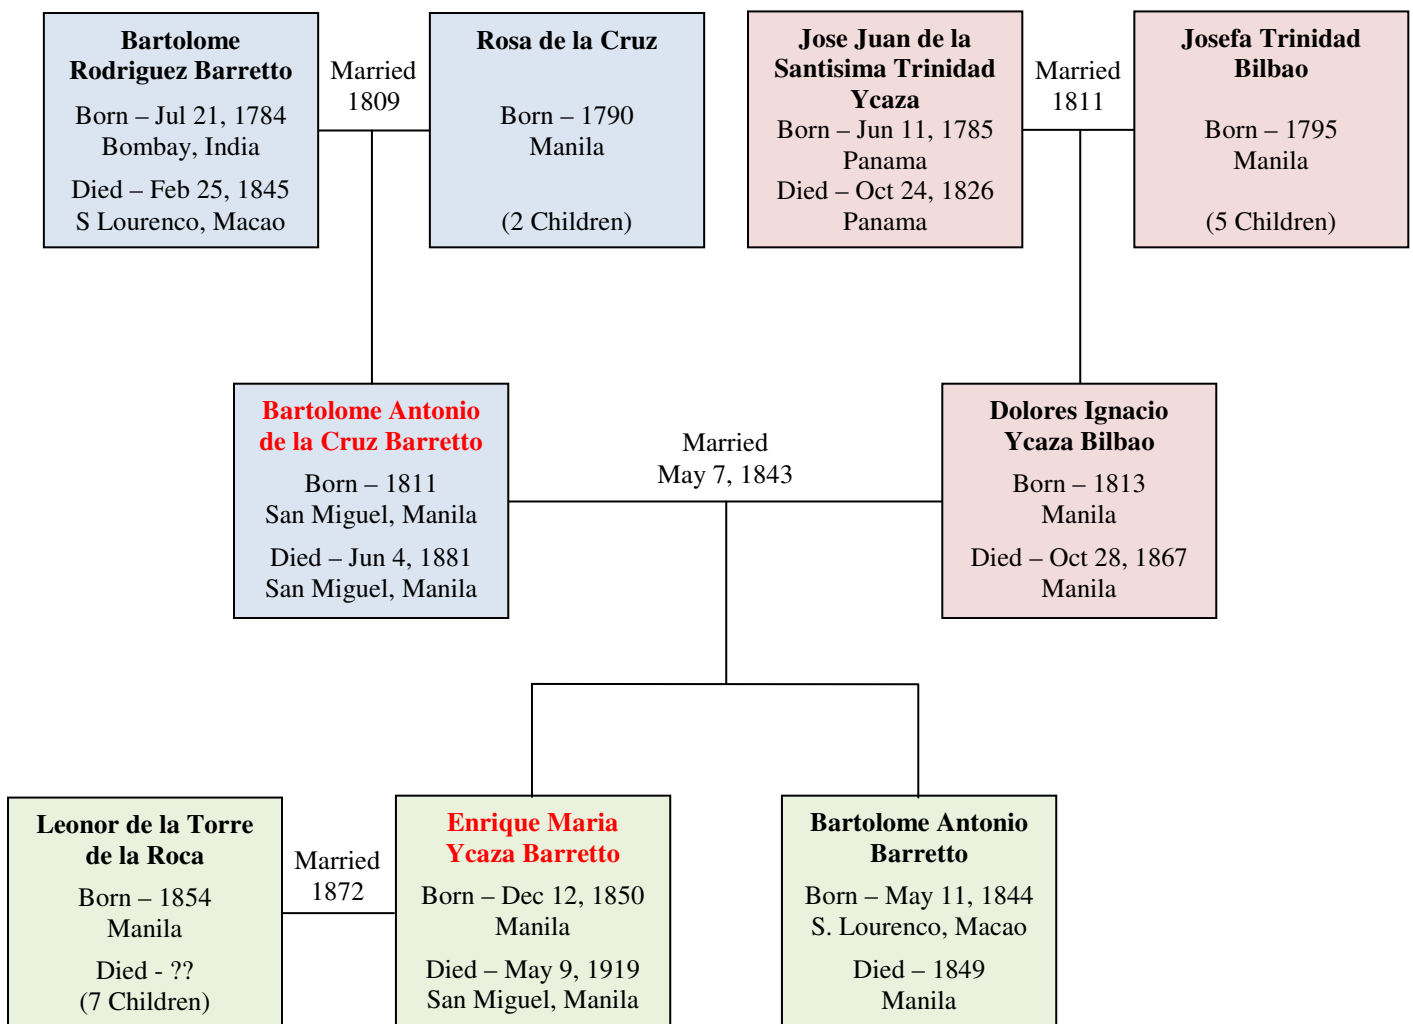 Bartolome
Rodriguez Barretto
Born – Jul 21, 1784
Bombay, India
Died – Feb 25, 1845
S Lourenco, Macao
Married
1809
Rosa de la Cruz
Born – 1790
Manila
(2 Children)
Jose Juan de la
Santisima Trinidad
Ycaza
Born – Jun 11, 1785
Panama
Died – Oct 24, 1826
Panama
Married
1811
Josefa Trinidad
Bilbao
Born – 1795
Manila
(5 Children)
Bartolome Antonio
de la Cruz Barretto
Born – 1811
San Miguel, Manila
Died – Jun 4, 1881
San Miguel, Manila
Married
May 7, 1843
Dolores Ignacio
Ycaza Bilbao
Born – 1813
Manila
Died – Oct 28, 1867
Manila
Leonor de la Torre
de la Roca
Born – 1854
Manila
Died - ??
(7 Children)
Married
1872
Enrique Maria
Ycaza Barretto
Born – Dec 12, 1850
Manila
Died – May 9, 1919
San Miguel, Manila
Bartolome Antonio
Barretto
Born – May 11, 1844
S. Lourenco, Macao
Died – 1849
Manila